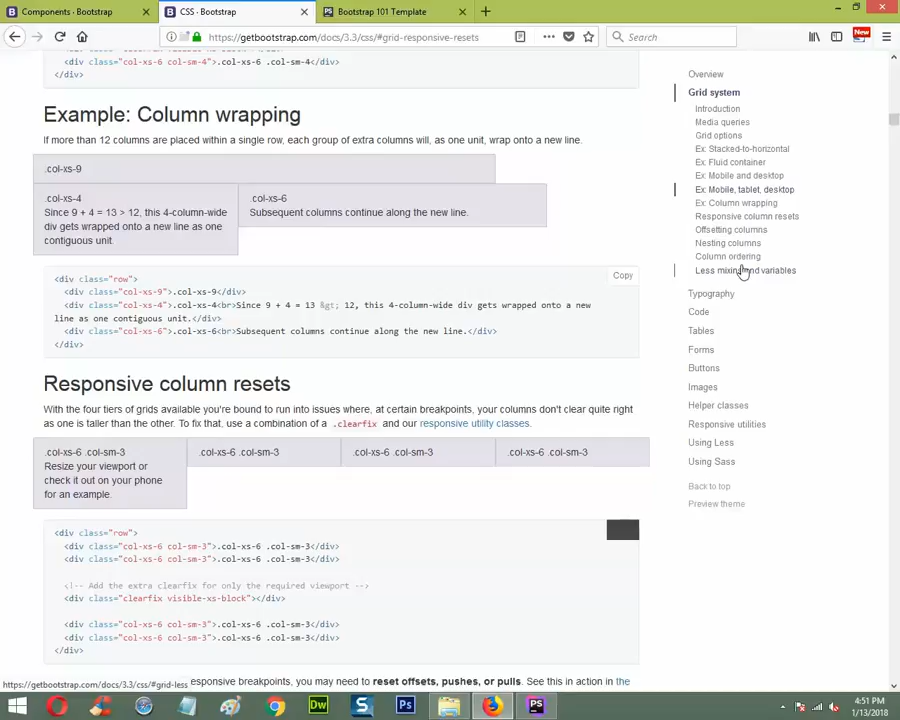 Components · Bootstrap
CSS · Bootstrap
Bootstrap 101 Template
https://getbootstrap.com/docs/3.3/css/#grid-responsive-resets
Search
New
<div class="col-xs-6 col-sm-4">.col-xs-6 .col-sm-4</div>
</div>
Example: Column wrapping
If more than 12 columns are placed within a single row, each group of extra columns will, as one unit, wrap onto a new line.
.col-xs-9
.col-xs-4
Since 9 + 4 = 13 > 12, this 4-column-wide
div gets wrapped onto a new line as one
contiguous unit.
.col-xs-6
Subsequent columns continue along the new line.
Copy
<div class="row">
<div class="col-xs-9">.col-xs-9</div>
<div class="col-xs-4">.col-xs-4<br>Since 9 + 4 = 13 &gt; 12, this 4-column-wide div gets wrapped onto a new
line as one contiguous unit.</div>
<div class="col-xs-6">.col-xs-6<br>Subsequent columns continue along the new line.</div>
</div>
Responsive column resets
With the four tiers of grids available you're bound to run into issues where, at certain breakpoints, your columns don't clear quite right
as one is taller than the other. To fix that, use a combination of a .clearfix and our responsive utility classes.
.col-xs-6 .col-sm-3
Resize your viewport or
check it out on your phone
for an example.
.col-xs-6 .col-sm-3
.col-xs-6 .col-sm-3
.col-xs-6 .col-sm-3
<div class="row">
<div class="col-xs-6 col-sm-3">.col-xs-6 .col-sm-3</div>
<div class="col-xs-6 col-sm-3">.col-xs-6 .col-sm-3</div>
<!-- Add the extra clearfix for only the required viewport -->
<div class="clearfix visible-xs-block"></div>
<div class="col-xs-6 col-sm-3">.col-xs-6 .col-sm-3</div>
<div class="col-xs-6 col-sm-3">.col-xs-6 .col-sm-3</div>
</div>
esponsive breakpoints, you may need to reset offsets, pushes, or pulls. See this in action in the
https://getbootstrap.com/docs/3.3/css/#grid-less
Overview
Grid system
Introduction
Media queries
Grid options
Ex: Stacked-to-horizontal
Ex: Fluid container
Ex: Mobile and desktop
Ex: Mobile, tablet, desktop
Ex: Column wrapping
Responsive column resets
Offsetting columns
Nesting columns
Column ordering
Less mixins and variables
Typography
Code
Tables
Forms
Buttons
Images
Helper classes
Responsive utilities
Using Less
Using Sass
Back to top
Preview theme
Dw
S
Ps
PS
4:51 PM
1/13/2018